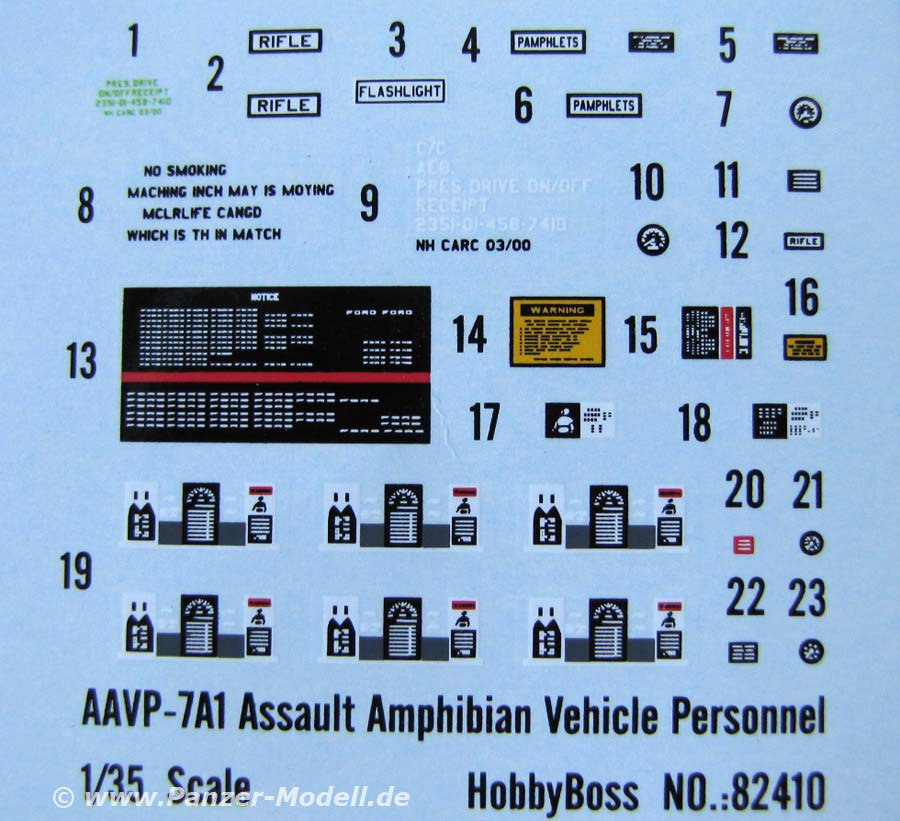 1
2
RIFLE
3
4
PAMPHLETS
5
PRES.DRIVE
ON/OFFRECEIPT
2351-01-458-7410
NH CARC 03/00
RIFLE
FLASHLIGHT
6
PAMPHLETS
7
8
NO SMOKING
MACHING INCH MAY IS MOYING
MCLRLIFE CANGD
WHICH IS TH IN MATCH
9
C/C
PRES.DRIVE ON/OFF
RECEIPT
2351-01-458-7410
NH CARC 03/00
10
11
12
RIFLE
13
NOTICE
FORD FORD
14
WARNING
15
16
17
18
19
20
21
22
23
AAVP-7A1 Assault Amphibian Vehicle Personnel
1/35 Scale
HobbyBoss NO.:82410
© www.Panzer-Modell.de